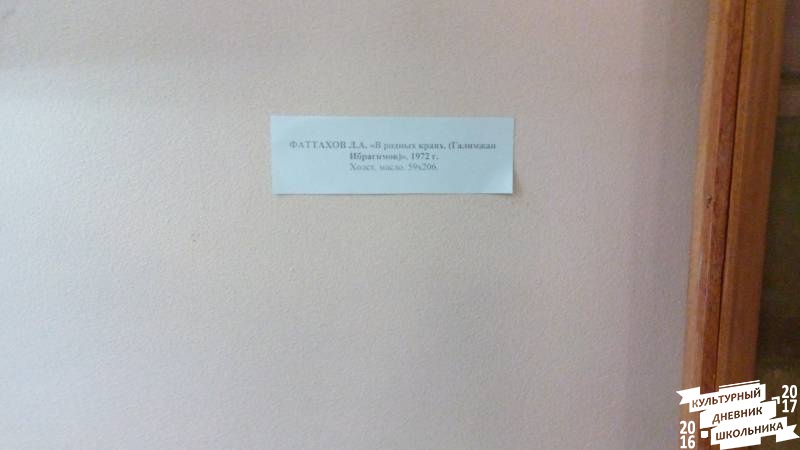 ФАТТАХОВ Л.А. «В родных краях. (Галимжан
Ибрагимов)». 1972 г.
Холст, масло. 59х206.
КУЛЬТУРНЫЙ
ДНЕВНИК
ШКОЛЬНИКА
2016
2017